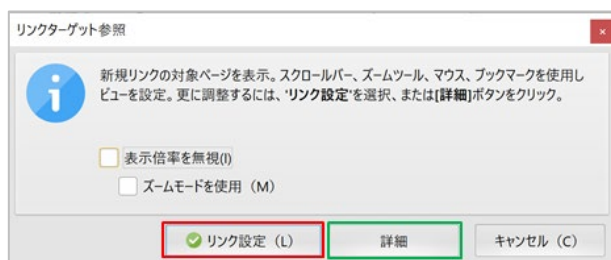 リンクターゲット参照
新規リンクの対象ページを表示。スクロールバー、ズームツール、マウス、ブックマークを使用し
ビューを設定。更に調整するには、'リンク設定'を選択、または[詳細]ボタンをクリック。
表示倍率を無視(I)
ズームモードを使用（M）
リンク設定（L）
詳細
キャンセル（C）